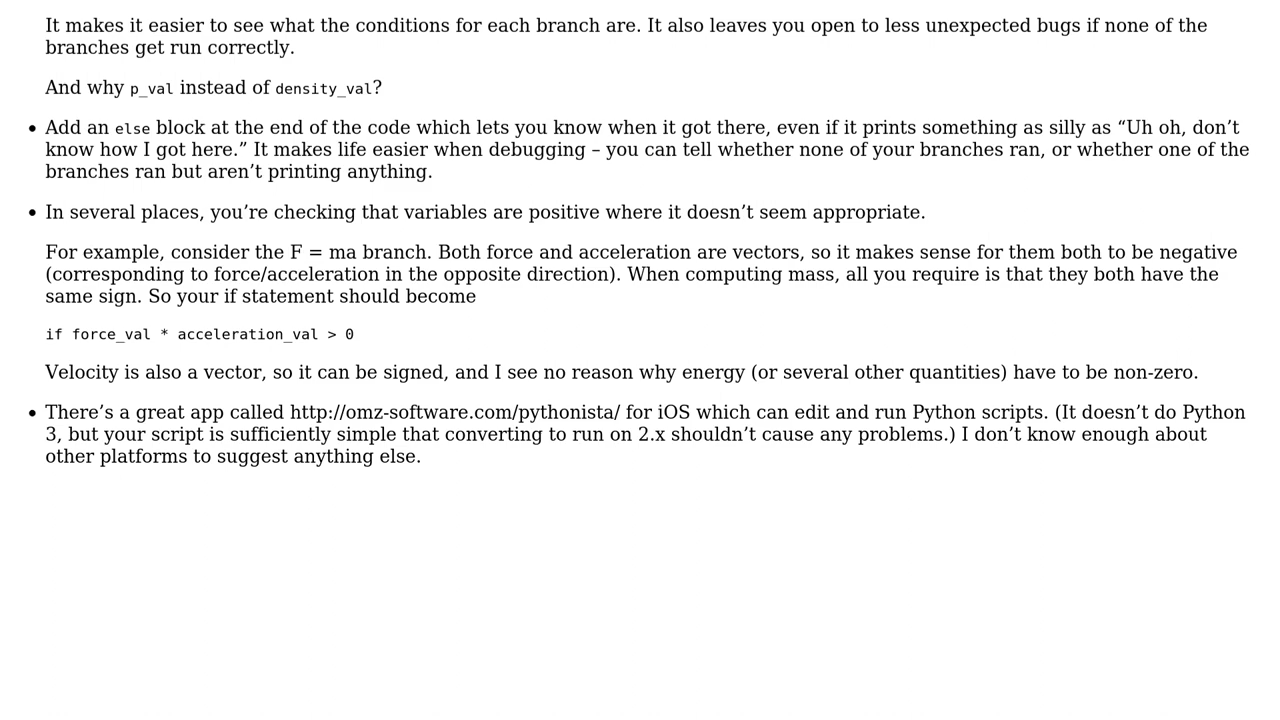 It makes it easier to see what the conditions for each branch are. It also leaves you open to less unexpected bugs if none of the
branches get run correctly.
And why p_val instead of density_val?
• Add an else block at the end of the code which lets you know when it got there, even if it prints something as silly as “Uh oh, don’t
know how I got here.” It makes life easier when debugging – you can tell whether none of your branches ran, or whether one of the
branches ran but aren’t printing anything.
• In several places, you’re checking that variables are positive where it doesn’t seem appropriate.
For example, consider the F = ma branch. Both force and acceleration are vectors, so it makes sense for them both to be negative
(corresponding to force/acceleration in the opposite direction). When computing mass, all you require is that they both have the
same sign. So your if statement should become
if force_val * acceleration_val > 0
Velocity is also a vector, so it can be signed, and I see no reason why energy (or several other quantities) have to be non-zero.
• There’s a great app called http://omz-software.com/pythonista/ for iOS which can edit and run Python scripts. (It doesn’t do Python
3, but your script is sufficiently simple that converting to run on 2.x shouldn’t cause any problems.) I don’t know enough about
other platforms to suggest anything else.